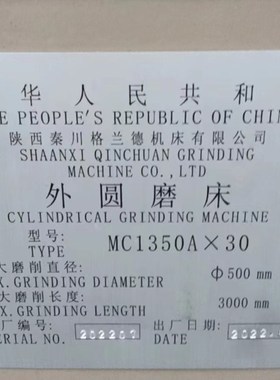 华人民共和
E PEOPLE'S REPUBLIC OF CHIN
陕西秦川格兰德机床有限公司
SHAANXI QINCHUAN GRINDING
MACHINE CO.,LTD
外圆磨床
CYLINDRICAL GRINDING MACHINE
型号:
TYPE MC1350A×30
大磨削直径:
X.GRINDING DIAMETER Φ500 mm
大磨削长度:
X.GRINDING LENGTH 3000 mm
厂编号: 出厂日期:
ERIAL NO. DATE 2022.